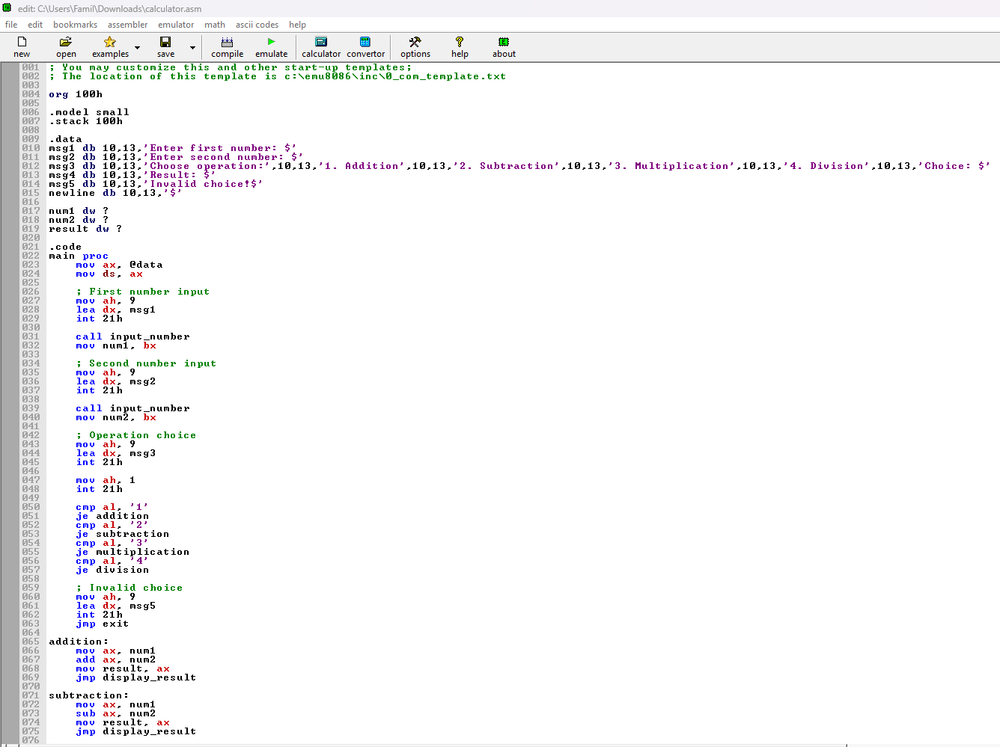 edit: C:\Users\Famil\Downloads\calculator.asm
file edit bookmarks assembler emulator math ascii codes help
new open examples save compile emulate calculator convertor options help about
001 ; You may customize this and other start-up templates;
002 ; The location of this template is c:\emu8086\inc\0_com_template.txt
003
004 org 100h
005
006 .model small
007 .stack 100h
008
009 .data
010 msg1 db 10,13,'Enter first number: $'
011 msg2 db 10,13,'Enter second number: $'
012 msg3 db 10,13,'Choose operation:',10,13,'1. Addition',10,13,'2. Subtraction',10,13,'3. Multiplication',10,13,'4. Division',10,13,'Choice: $'
013 msg4 db 10,13,'Result: $'
014 msg5 db 10,13,'Invalid choice!$'
015 newline db 10,13,'$'
016
017 num1 dw ?
018 num2 dw ?
019 result dw ?
020
021 .code
022 main proc
023     mov ax, @data
024     mov ds, ax
025
026     ; First number input
027     mov ah, 9
028     lea dx, msg1
029     int 21h
030
031     call input_number
032     mov num1, bx
033
034     ; Second number input
035     mov ah, 9
036     lea dx, msg2
037     int 21h
038
039     call input_number
040     mov num2, bx
041
042     ; Operation choice
043     mov ah, 9
044     lea dx, msg3
045     int 21h
046
047     mov ah, 1
048     int 21h
049
050     cmp al, '1'
051     je addition
052     cmp al, '2'
053     je subtraction
054     cmp al, '3'
055     je multiplication
056     cmp al, '4'
057     je division
058
059     ; Invalid choice
060     mov ah, 9
061     lea dx, msg5
062     int 21h
063     jmp exit
064
065 addition:
066     mov ax, num1
067     add ax, num2
068     mov result, ax
069     jmp display_result
070
071 subtraction:
072     mov ax, num1
073     sub ax, num2
074     mov result, ax
075     jmp display_result
076